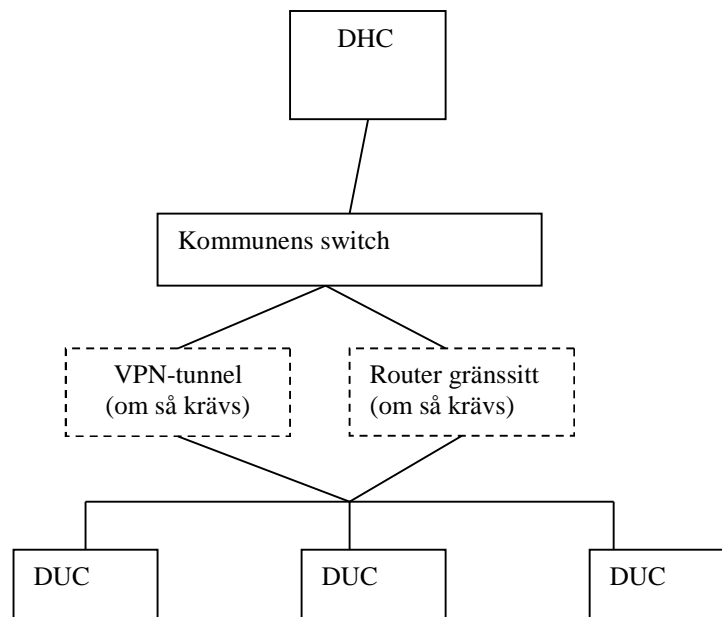 DHC
Kommunens switch
VPN-tunnel
(om så krävs)
Router gränssitt
(om så krävs)
DUC
DUC
DUC